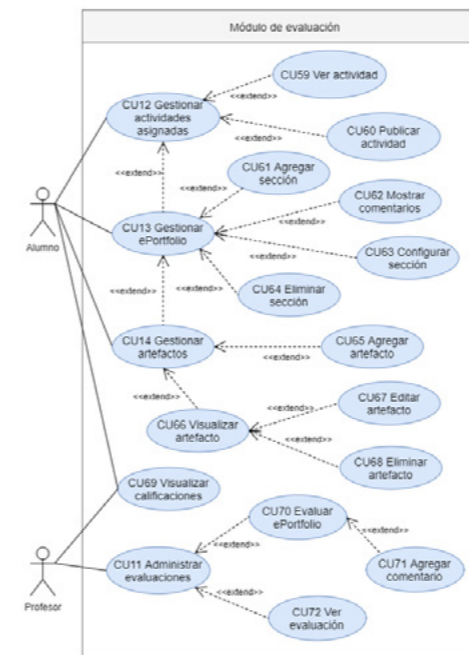 Módulo de evaluación
CU59 Ver actividad
<<extend>>
CU12 Gestionar
actividades
asignadas
<<extend>>
CU60 Publicar
actividad
<<extend>>
CU61 Agregar
sección
<<extend>>
CU62 Mostrar
comentarios
<<extend>>
Alumno
CU13 Gestionar
ePortfolio
<<extend>>
CU63 Configurar
sección
<<extend>>
CU64 Eliminar
sección
<<extend>>
CU14 Gestionar
artefactos
<<extend>>
CU65 Agregar
artefacto
<<extend>>
CU67 Editar
artefacto
<<extend>>
CU66 Visualizar
artefacto
<<extend>>
CU68 Eliminar
artefacto
CU69 Visualizar
calificaciones
CU70 Evaluar
ePortfolio
<<extend>>
<<extend>>
CU11 Administrar
evaluaciones
CU71 Agregar
comentario
Profesor
<<extend>>
CU72 Ver
evaluación